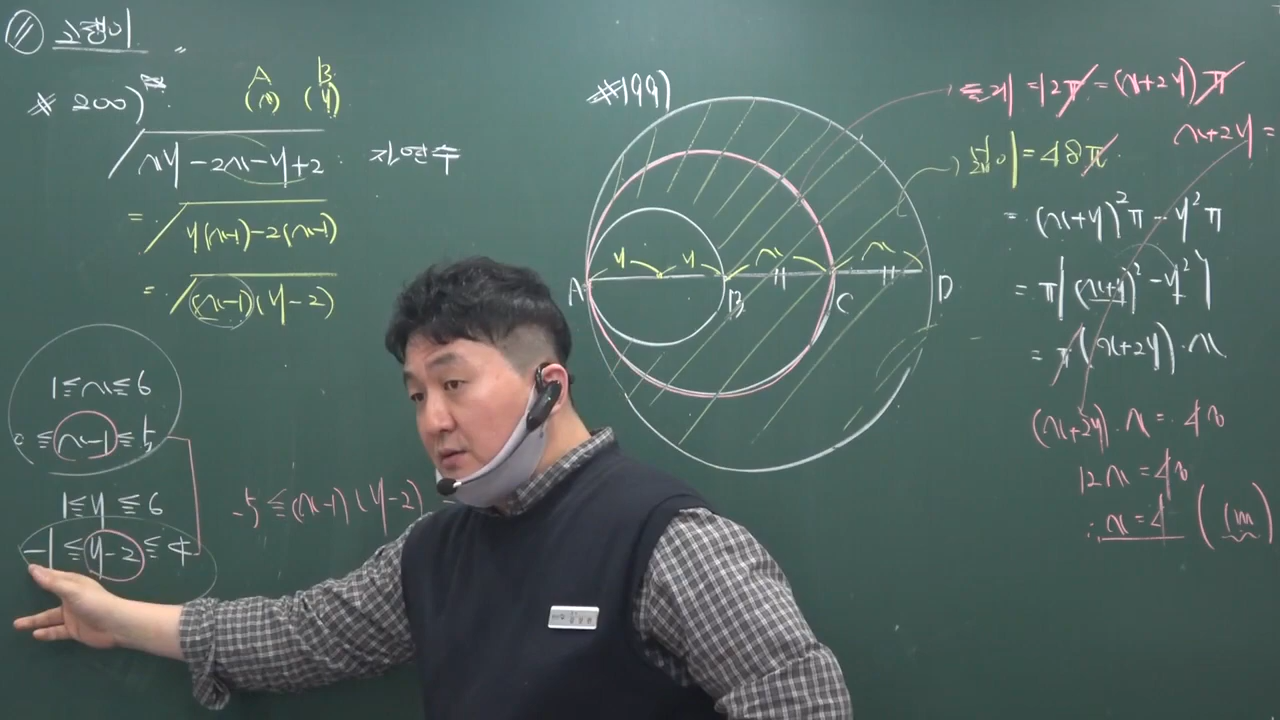 고쟁이
# 200)
A B
(x) (y)
√xy-2x-y+2 : 자연수
= √y(x-1)-2(x-1)
= √(x-1)(y-2)
1≤x≤6
0≤x-1≤5
1≤y≤6
-1≤y-2≤4
-5≤(x-1)(y-2)
#199)
y y x x
A B C D
둘레=12π=(x+2y)π
x+2y=
넓이=48π
= (x+y)²π-y²π
= π{(x+y)²-y²}
= π(x+2y)·x
(x+2y)·x=48
12x=48
∴x=4 (cm)